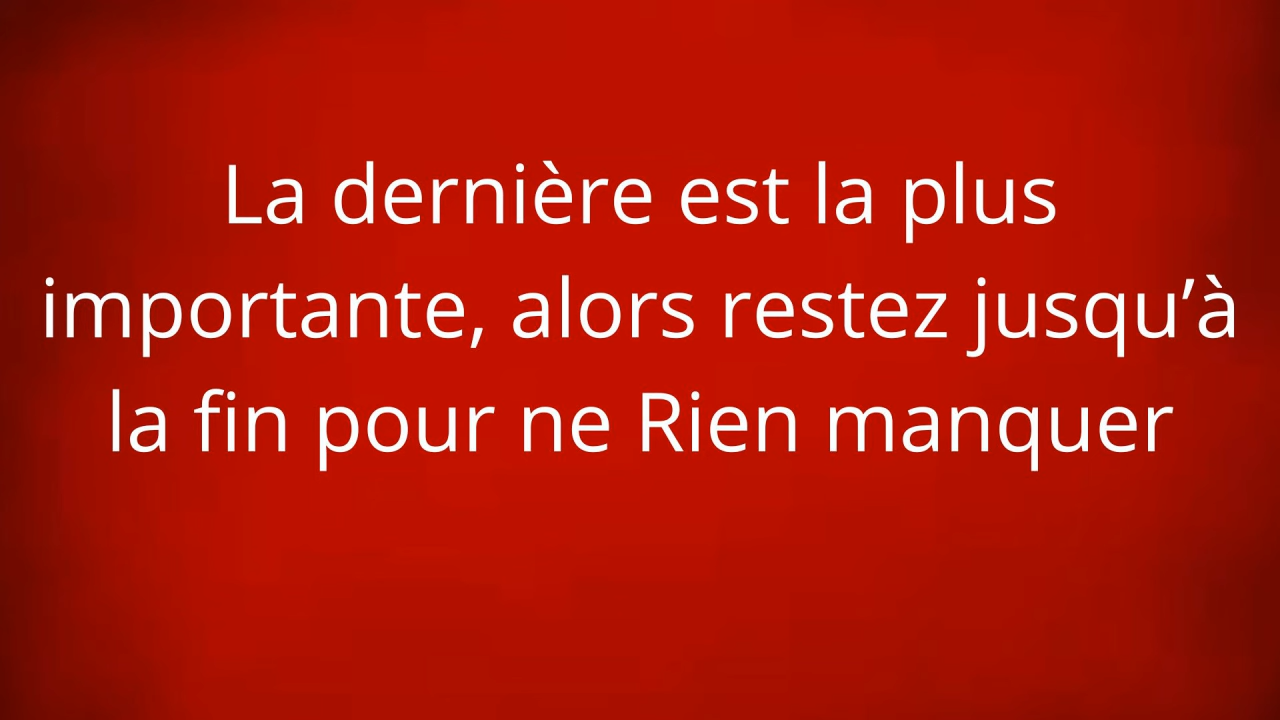 La dernière est la plus
importante, alors restez jusqu’à
la fin pour ne Rien manquer